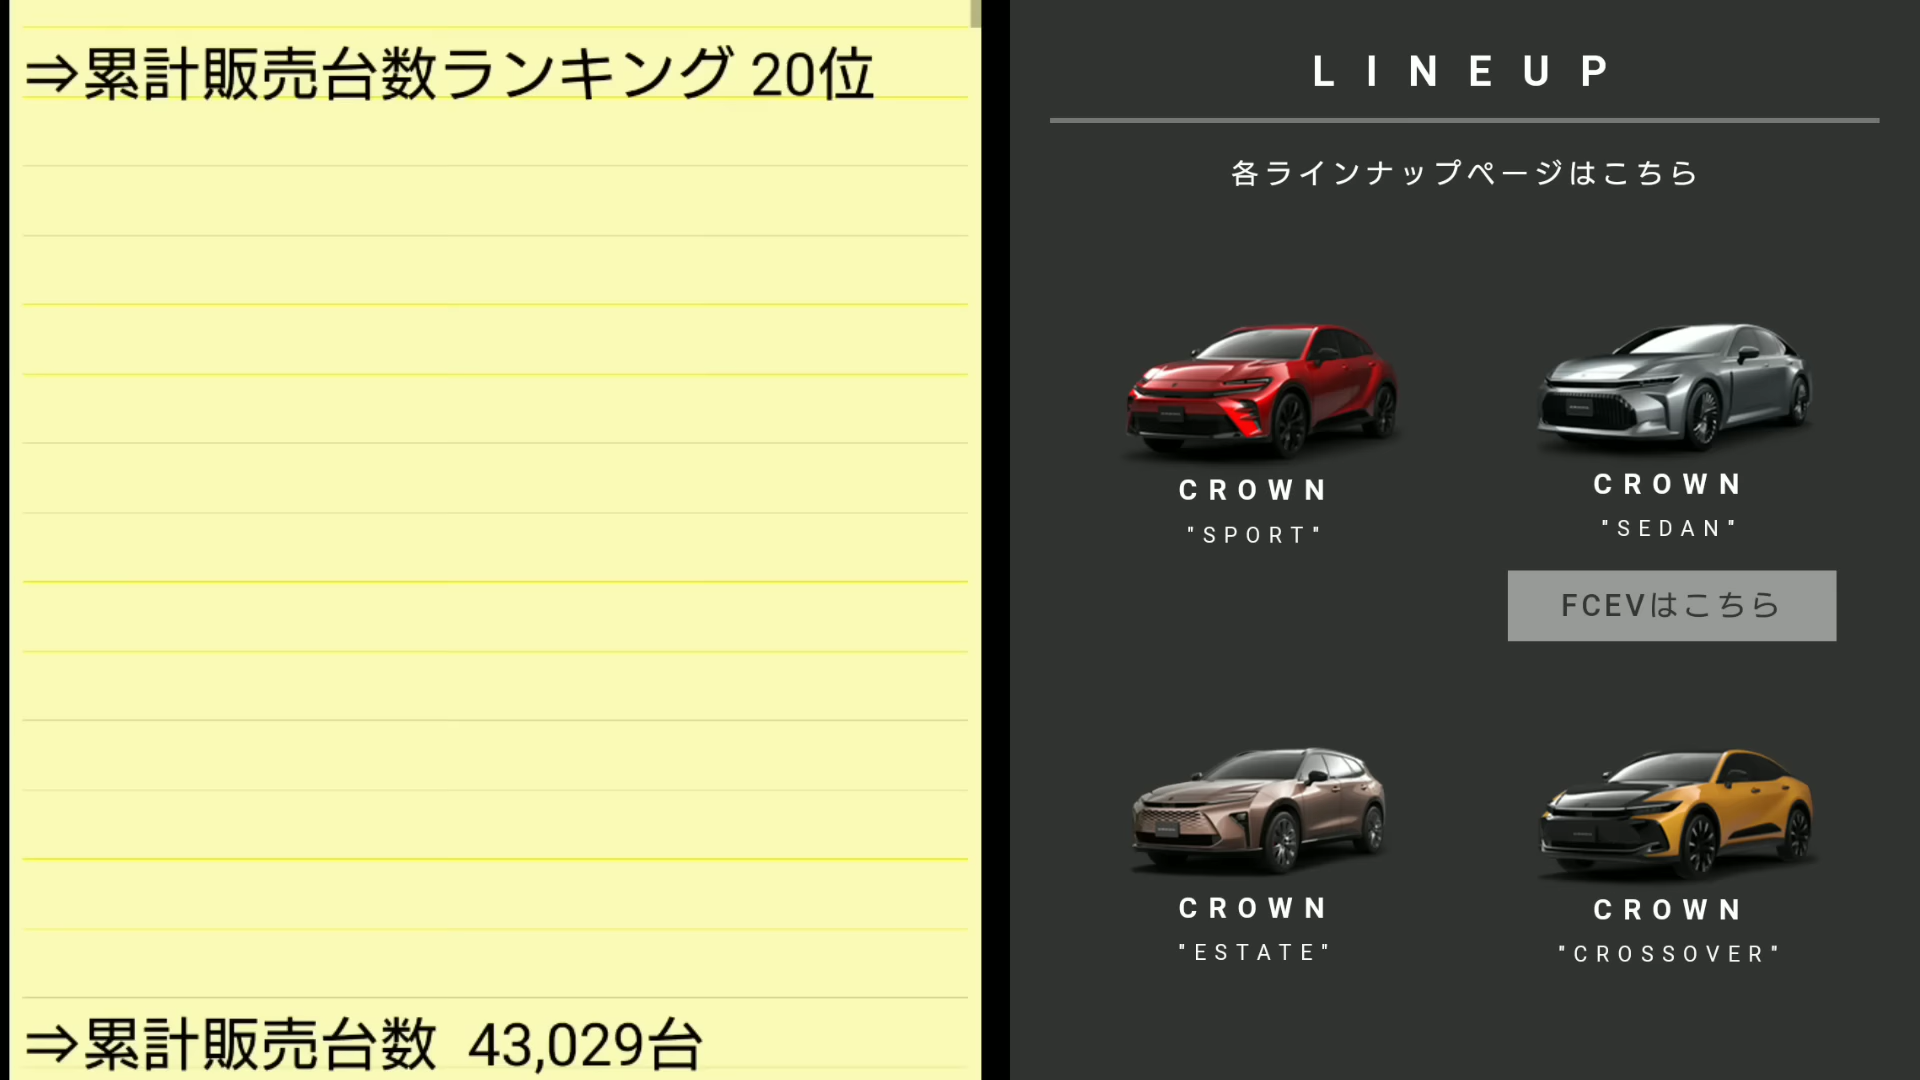 ⇒累計販売台数ランキング 20位
⇒累計販売台数 43,029台
LINEUP
各ラインナップページはこちら
CROWN
"SPORT"
CROWN
"SEDAN"
FCEVはこちら
CROWN
"ESTATE"
CROWN
"CROSSOVER"